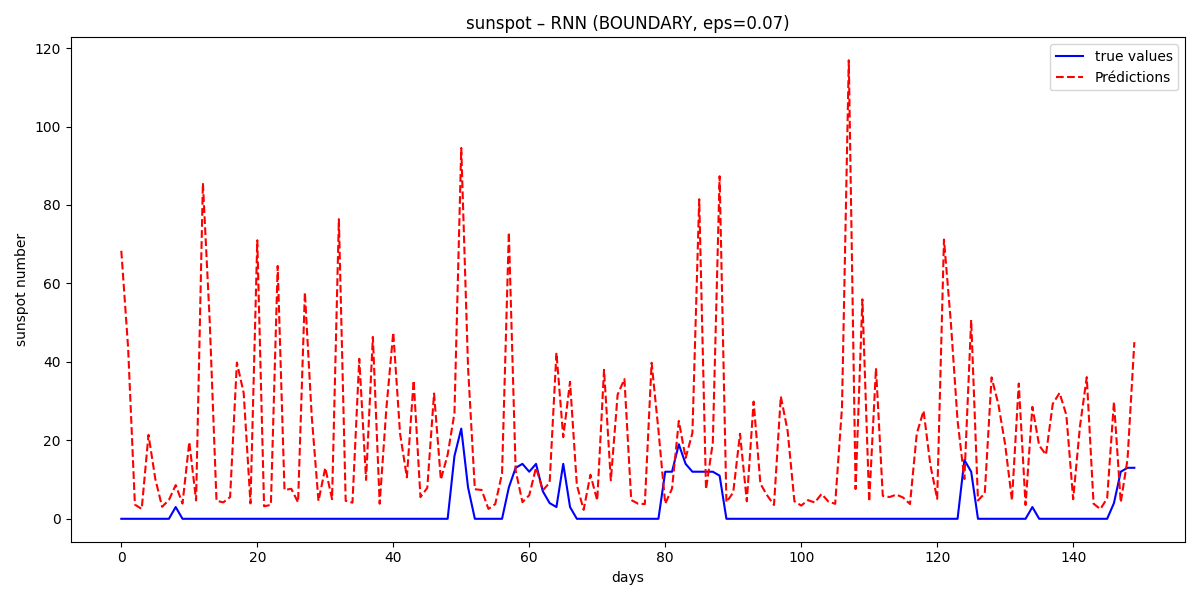 sunspot – RNN (BOUNDARY, eps=0.07)
true values
Prédictions
sunspot number
120
100
80
60
40
20
0
0 20 40 60 80 100 120 140
days